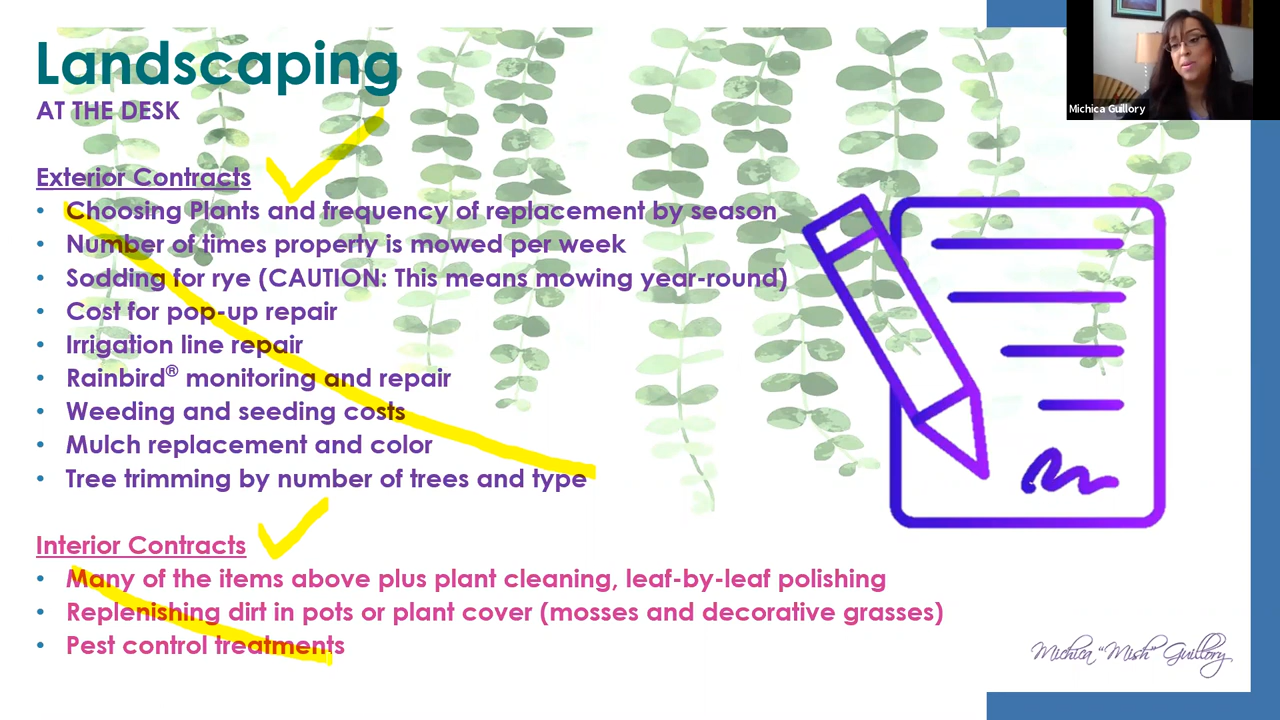 Landscaping
AT THE DESK
Michica Guillory
Exterior Contracts
• Choosing Plants and frequency of replacement by season
• Number of times property is mowed per week
• Sodding for rye (CAUTION: This means mowing year-round)
• Cost for pop-up repair
• Irrigation line repair
• Rainbird® monitoring and repair
• Weeding and seeding costs
• Mulch replacement and color
• Tree trimming by number of trees and type
Interior Contracts
• Many of the items above plus plant cleaning, leaf-by-leaf polishing
• Replenishing dirt in pots or plant cover (mosses and decorative grasses)
• Pest control treatments
Michica "Mish" Guillory